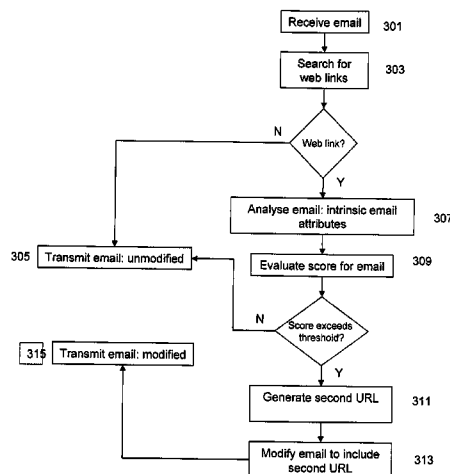 Receive email
301
Search for
web links
303
N
Web link?
Y
Analyse email: intrinsic email
attributes
307
305
Transmit email: unmodified
Evaluate score for email
309
N
Score exceeds
threshold?
315
Transmit email: modified
Y
Generate second URL
311
Modify email to include
second URL
313